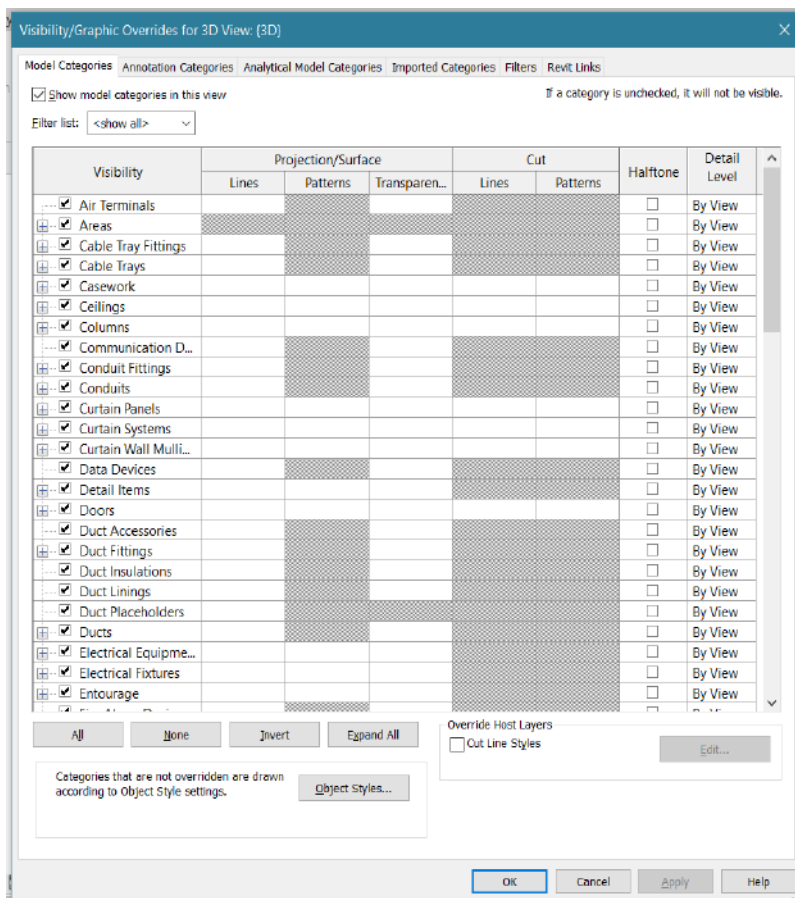 Visibility/Graphic Overrides for 3D View: {3D}
Model Categories Annotation Categories Analytical Model Categories Imported Categories Filters Revit Links
Show model categories in this view If a category is unchecked, it will not be visible.
Filter list: <show all>
Visibility Projection/Surface Cut Halftone Detail Level
Lines Patterns Transparen... Lines Patterns
Air Terminals By View
Areas By View
Cable Tray Fittings By View
Cable Trays By View
Casework By View
Ceilings By View
Columns By View
Communication D... By View
Conduit Fittings By View
Conduits By View
Curtain Panels By View
Curtain Systems By View
Curtain Wall Mulli... By View
Data Devices By View
Detail Items By View
Doors By View
Duct Accessories By View
Duct Fittings By View
Duct Insulations By View
Duct Linings By View
Duct Placeholders By View
Ducts By View
Electrical Equipme... By View
Electrical Fixtures By View
Entourage By View
All None Invert Expand All Override Host Layers
Cut Line Styles Edit...
Categories that are not overridden are drawn
according to Object Style settings. Object Styles...
OK Cancel Apply Help